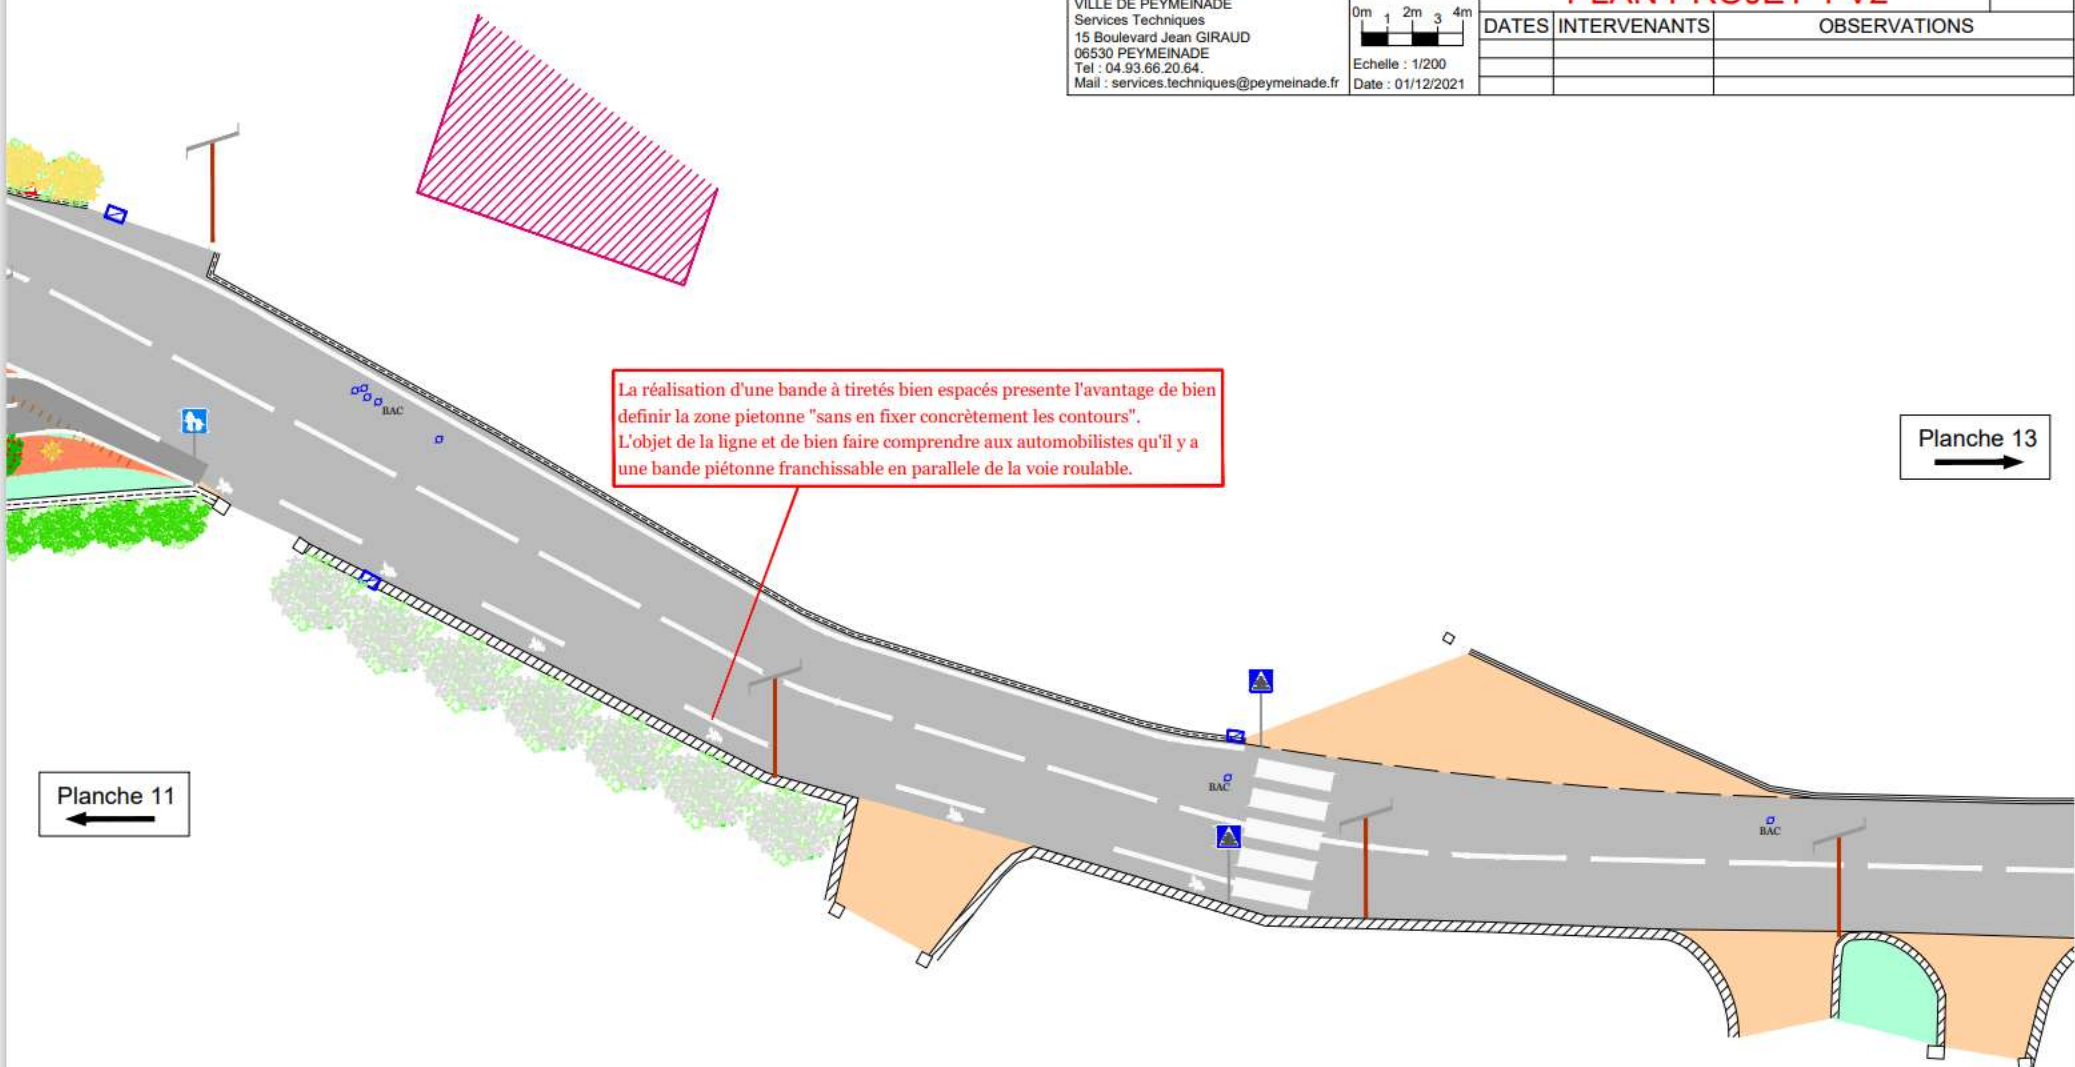 VILLE DE PEYMEINADE
Services Techniques
15 Boulevard Jean GIRAUD
06530 PEYMEINADE
Tel : 04.93.66.20.64.
Mail : services.techniques@peymeinade.fr
0m 1 2m 3 4m
Echelle : 1/200
Date : 01/12/2021
DATES INTERVENANTS OBSERVATIONS
BAC
La réalisation d'une bande à tiretés bien espacés presente l'avantage de bien
definir la zone pietonne "sans en fixer concrètement les contours".
L'objet de la ligne et de bien faire comprendre aux automobilistes qu'il y a
une bande piétonne franchissable en parallele de la voie roulable.
Planche 13
Planche 11
BAC
BAC